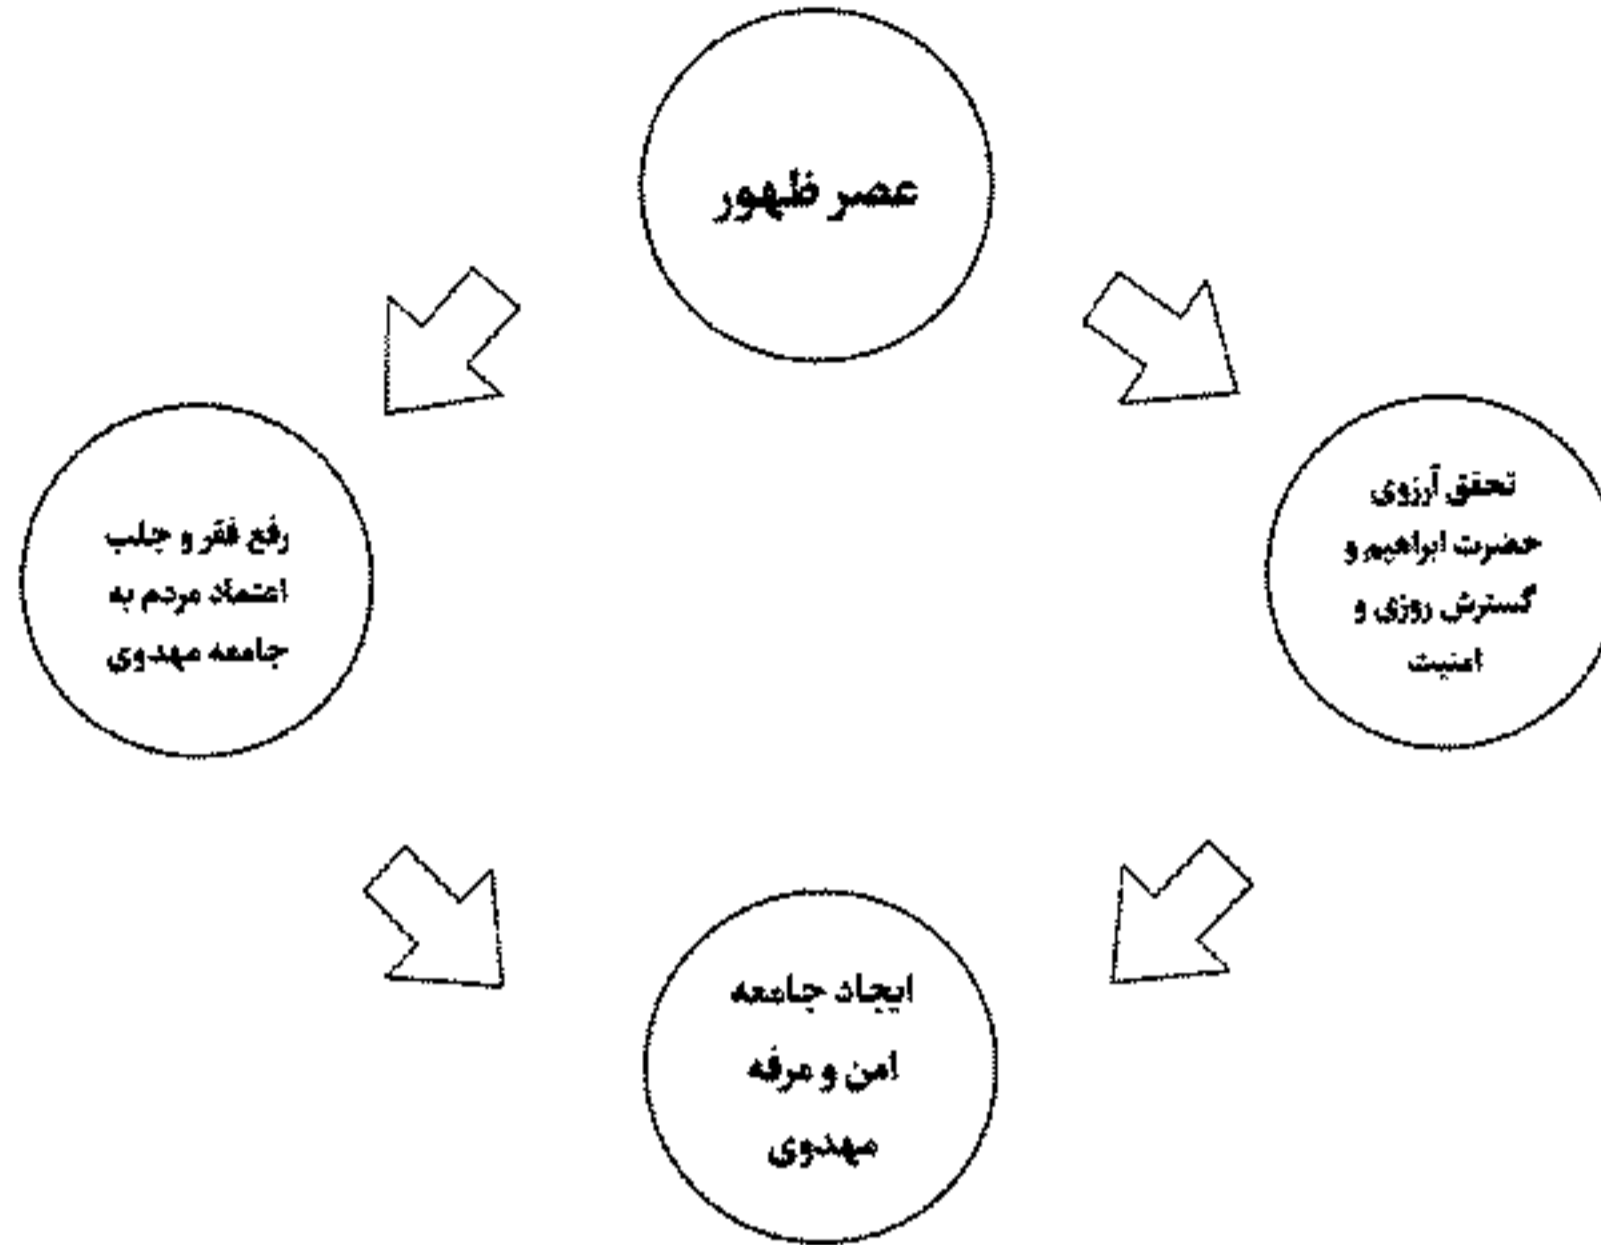 عصر ظهور
تحقق آرزوی
حضرت ابراهیم و
گسترش روزی و
امنیت
رفع فقر و جلب
اعتماد مردم به
جامعه مهدوی
ایجاد جامعه
امن و مرفه
مهدوی